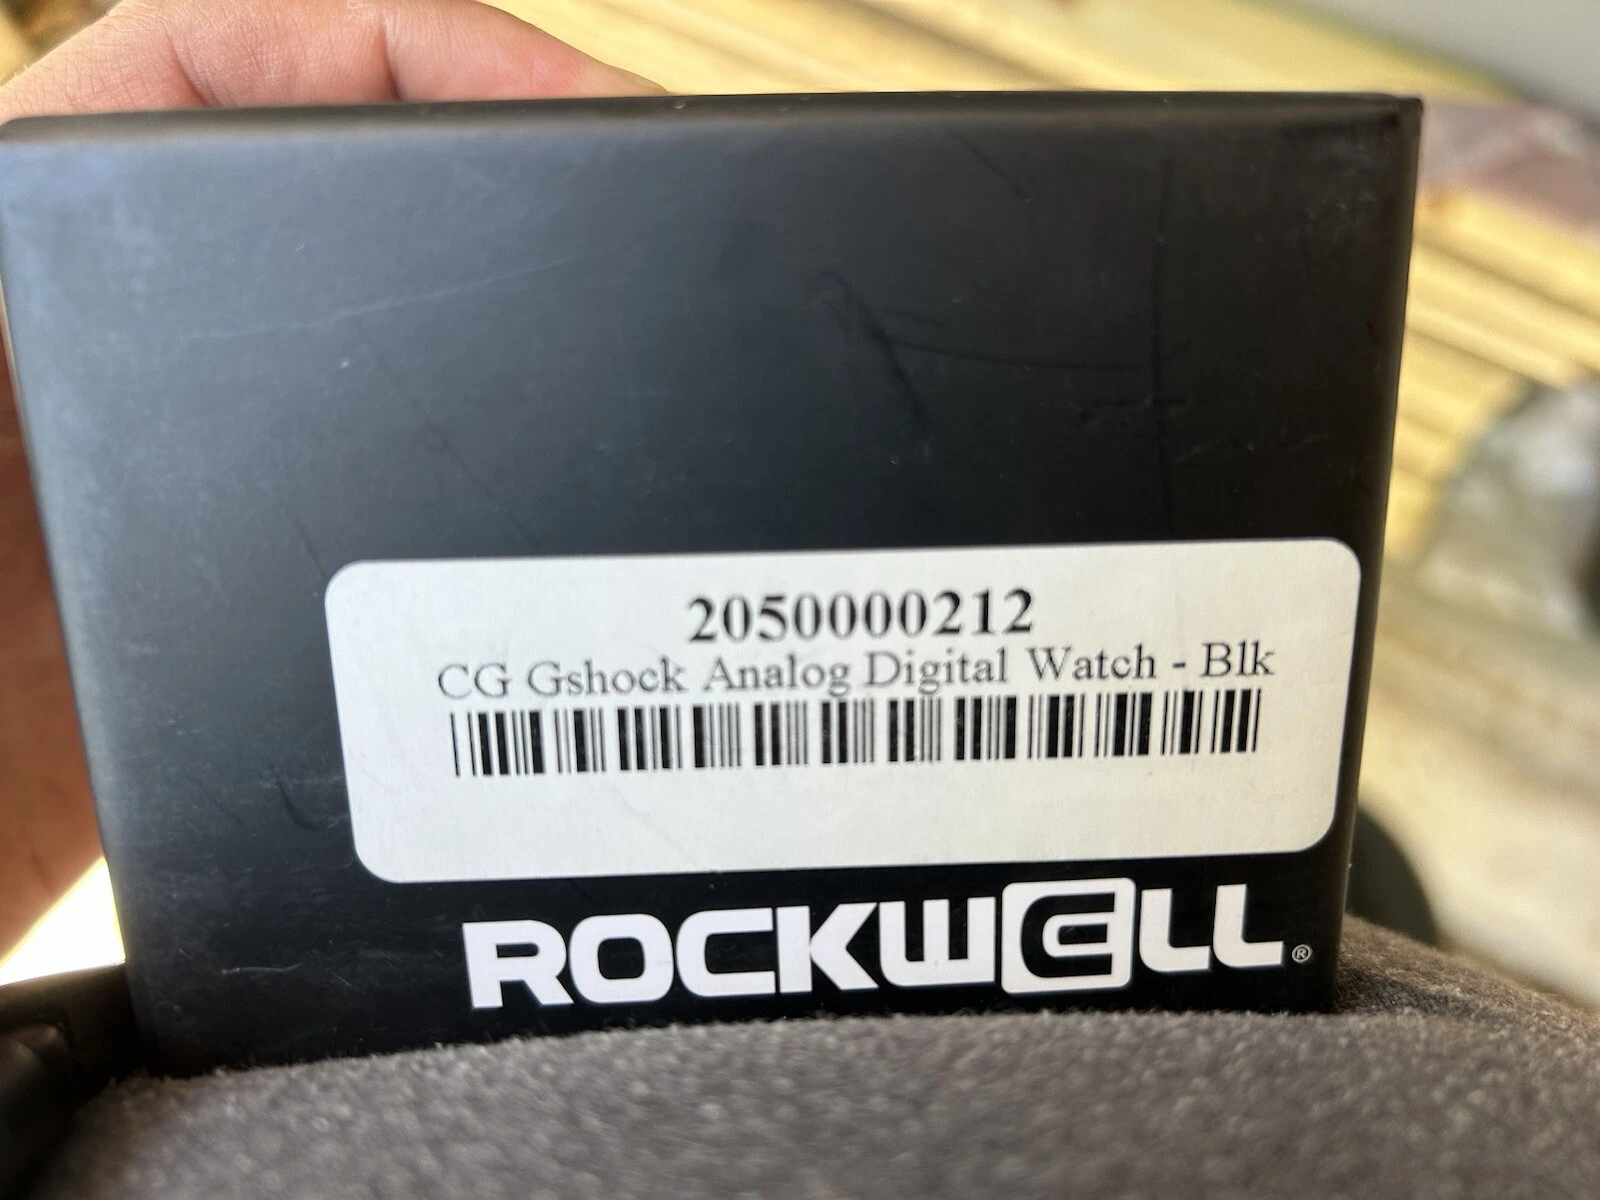 2050000212
CG Gshock Analog Digital Watch - Blk
ROCKWELL®